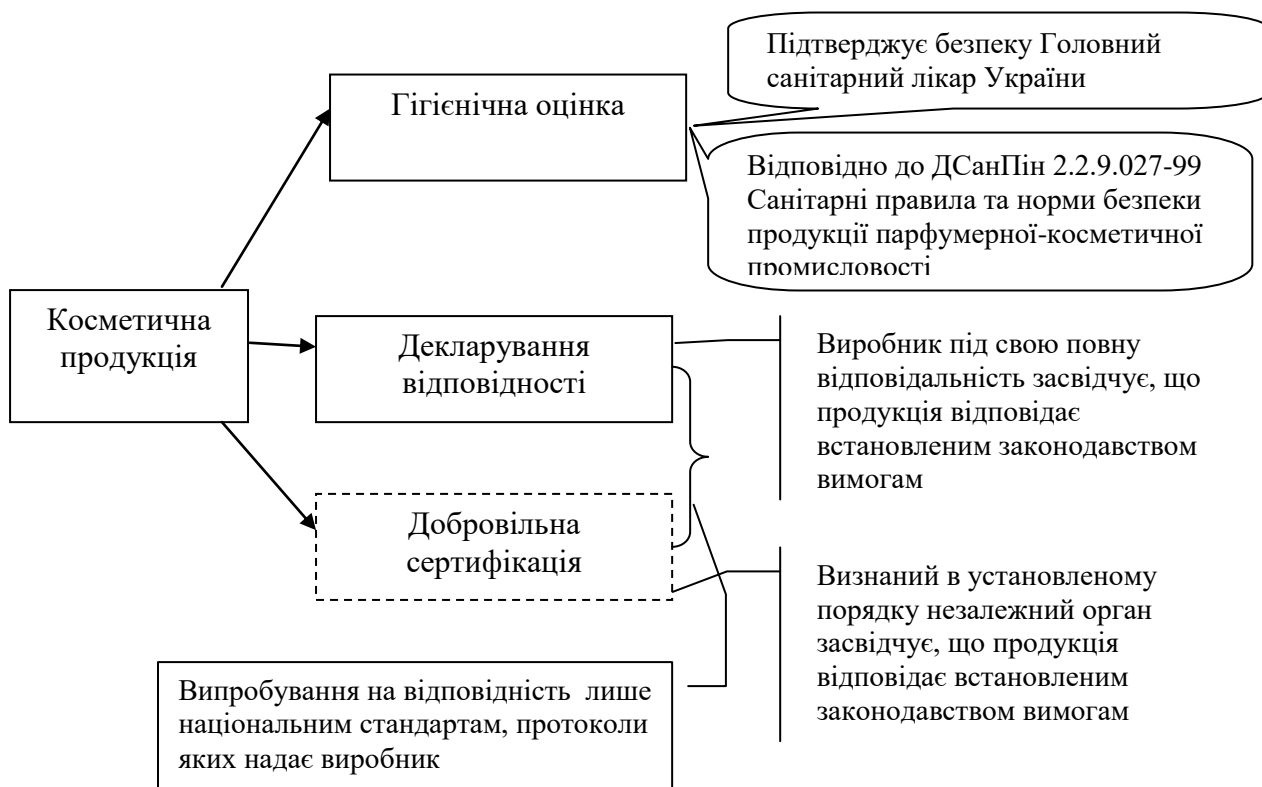 Підтверджує безпеку Головний
санітарний лікар України
Гігієнічна оцінка
Відповідно до ДСанПін 2.2.9.027-99
Санітарні правила та норми безпеки
продукції парфумерної-косметичної
промисловості
Косметична
продукція
Декларування
відповідності
Виробник під свою повну
відповідальність засвідчує, що
продукція відповідає
встановленим законодавством
вимогам
Добровільна
сертифікація
Визнаний в установленому
порядку незалежний орган
засвідчує, що продукція
відповідає встановленим
законодавством вимогам
Випробування на відповідність лише
національним стандартам, протоколи
яких надає виробник